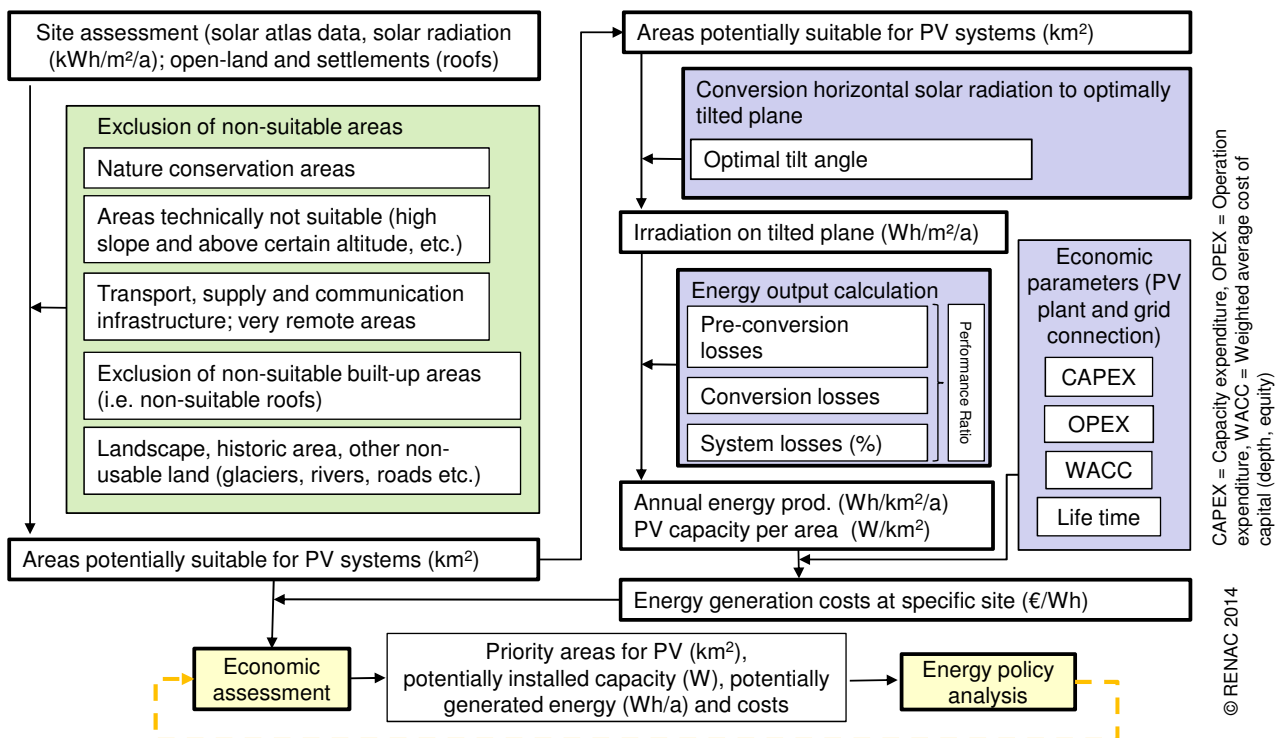 Site assessment (solar atlas data, solar radiation
(kWh/m²/a); open-land and settlements (roofs)
Exclusion of non-suitable areas
Nature conservation areas
Areas technically not suitable (high
slope and above certain altitude, etc.)
Transport, supply and communication
infrastructure; very remote areas
Exclusion of non-suitable built-up areas
(i.e. non-suitable roofs)
Landscape, historic area, other non-
usable land (glaciers, rivers, roads etc.)
Areas potentially suitable for PV systems (km²)
Areas potentially suitable for PV systems (km²)
Conversion horizontal solar radiation to optimally
tilted plane
Optimal tilt angle
Irradiation on tilted plane (Wh/m²/a)
Energy output calculation
Pre-conversion
losses
Conversion losses
System losses (%)
Performance Ratio
Economic
parameters (PV
plant and grid
connection)
CAPEX
OPEX
WACC
Life time
Annual energy prod. (Wh/km²/a)
PV capacity per area (W/km²)
Energy generation costs at specific site (€/Wh)
Economic
assessment
Priority areas for PV (km²),
potentially installed capacity (W), potentially
generated energy (Wh/a) and costs
Energy policy
analysis
CAPEX = Capacity expenditure, OPEX = Operation
expenditure, WACC = Weighted average cost of
capital (depth, equity)
© RENAC 2014